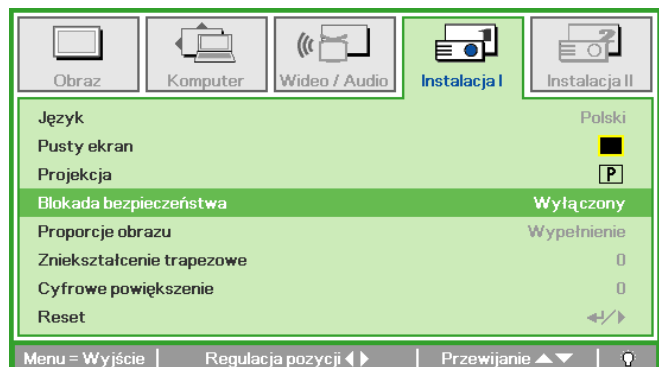 Obraz
Komputer
Wideo / Audio
Instalacja I
Instalacja II
Język Polski
Pusty ekran
Projekcja P
Blokada bezpieczeństwa Wyłączony
Proporcje obrazu Wypełnienie
Zniekształcenie trapezowe 0
Cyfrowe powiększenie 0
Reset
Menu = Wyjście | Regulacja pozycji | Przewijanie |